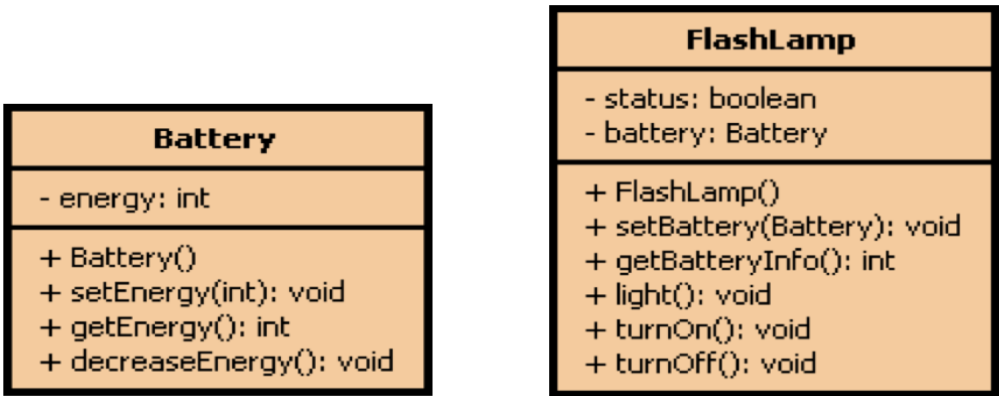 Battery
- energy: int
+ Battery()
+ setEnergy(int): void
+ getEnergy(): int
+ decreaseEnergy(): void
FlashLamp
- status: boolean
- battery: Battery
+ FlashLamp()
+ setBattery(Battery): void
+ getBatteryInfo(): int
+ light(): void
+ turnOn(): void
+ turnOff(): void